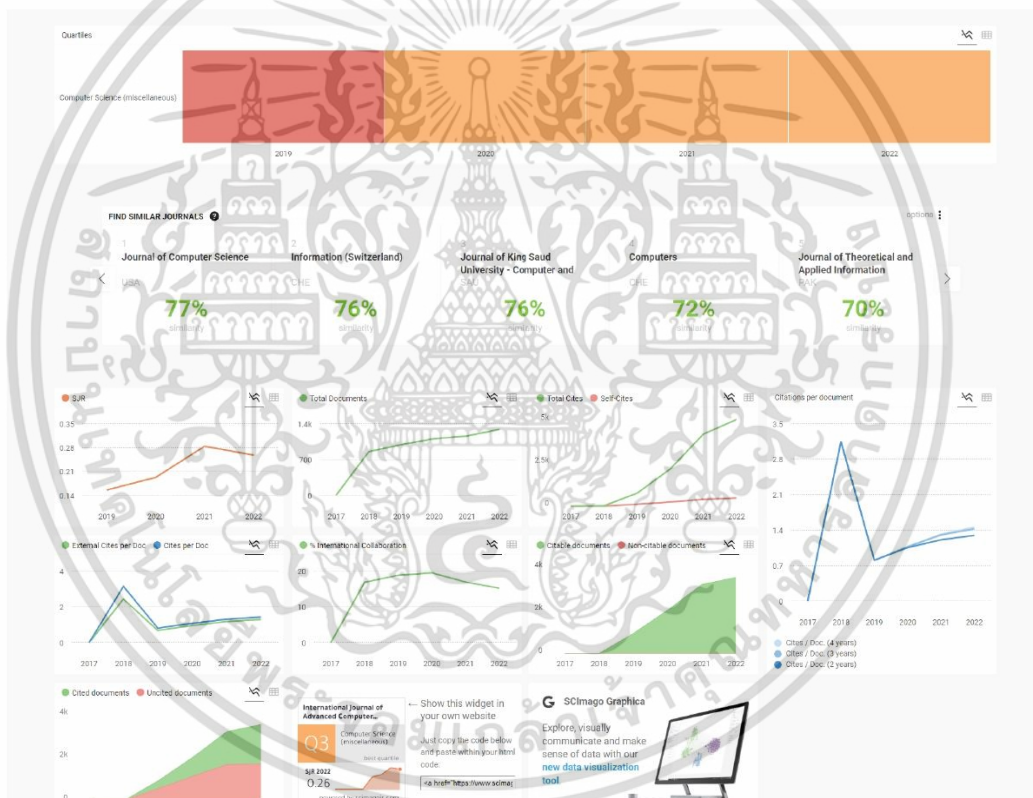 Quartiles
Computer Science (miscellaneous)
2019 2020 2021 2022
FIND SIMILAR JOURNALS
options
1
Journal of Computer Science
USA
77%
similarity
2
Information (Switzerland)
CHE
76%
similarity
3
Journal of King Saud
University - Computer and
SAU
76%
similarity
4
Computers
CHE
72%
similarity
5
Journal of Theoretical and
Applied Information
PAK
70%
similarity
SJR
0.35
0.28
0.21
0.14
2019 2020 2021 2022
Total Documents
1.4k
700
0
2017 2018 2019 2020 2021 2022
Total Cites Self-Cites
5k
2.5k
0
2017 2018 2019 2020 2021 2022
Citations per document
3.5
2.8
2.1
1.4
0.7
0
2017 2018 2019 2020 2021 2022
Cites / Doc. (4 years)
Cites / Doc. (3 years)
Cites / Doc. (2 years)
External Cites per Doc Cites per Doc
4
2
0
2017 2018 2019 2020 2021 2022
% International Collaboration
20
10
0
2017 2018 2019 2020 2021 2022
Citable documents Non-citable documents
4k
2k
0
2017 2018 2019 2020 2021 2022
Cited documents Uncited documents
4k
2k
0
International Journal of
Advanced Computer...
Q3
Computer Science
(miscellaneous)
best quartile
SJR 2022
0.26
powered by scimagojr.com
← Show this widget in
your own website
Just copy the code below
and paste within your html
code:
<a href="https://www.scimag
SCImago Graphica
Explore, visually
communicate and make
sense of data with our
new data visualization
tool